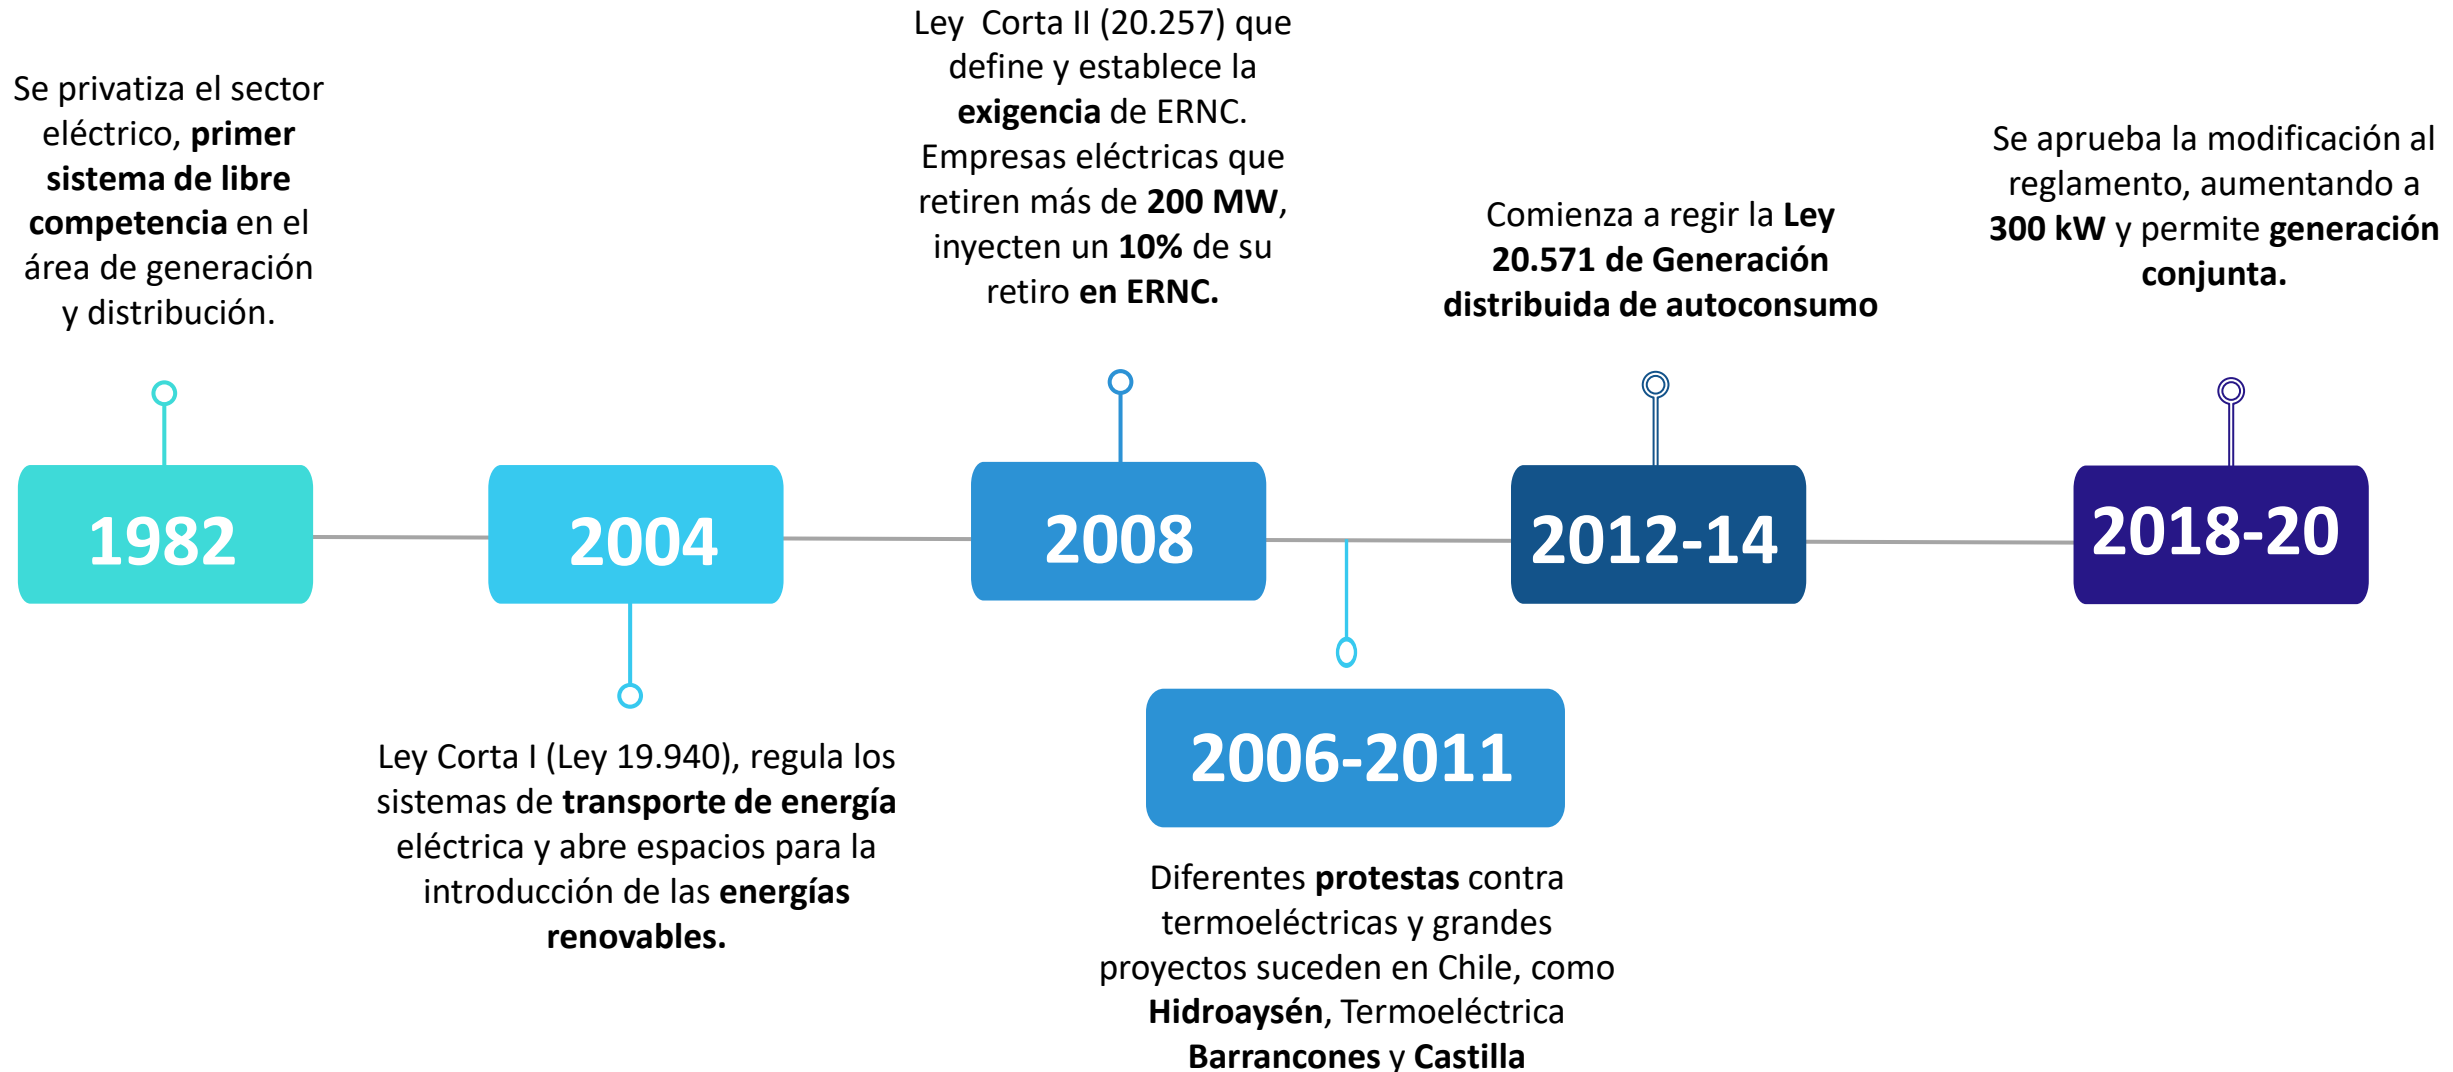 Se privatiza el sector
eléctrico, primer
sistema de libre
competencia en el
área de generación
y distribución.
1982
2004
Ley Corta I (Ley 19.940), regula los
sistemas de transporte de energía
eléctrica y abre espacios para la
introducción de las energías
renovables.
Ley Corta II (20.257) que
define y establece la
exigencia de ERNC.
Empresas eléctricas que
retiren más de 200 MW,
inyecten un 10% de su
retiro en ERNC.
2008
2006-2011
Diferentes protestas contra
termoeléctricas y grandes
proyectos suceden en Chile, como
Hidroaysén, Termoeléctrica
Barrancones y Castilla
Comienza a regir la Ley
20.571 de Generación
distribuida de autoconsumo
2012-14
Se aprueba la modificación al
reglamento, aumentando a
300 kW y permite generación
conjunta.
2018-20